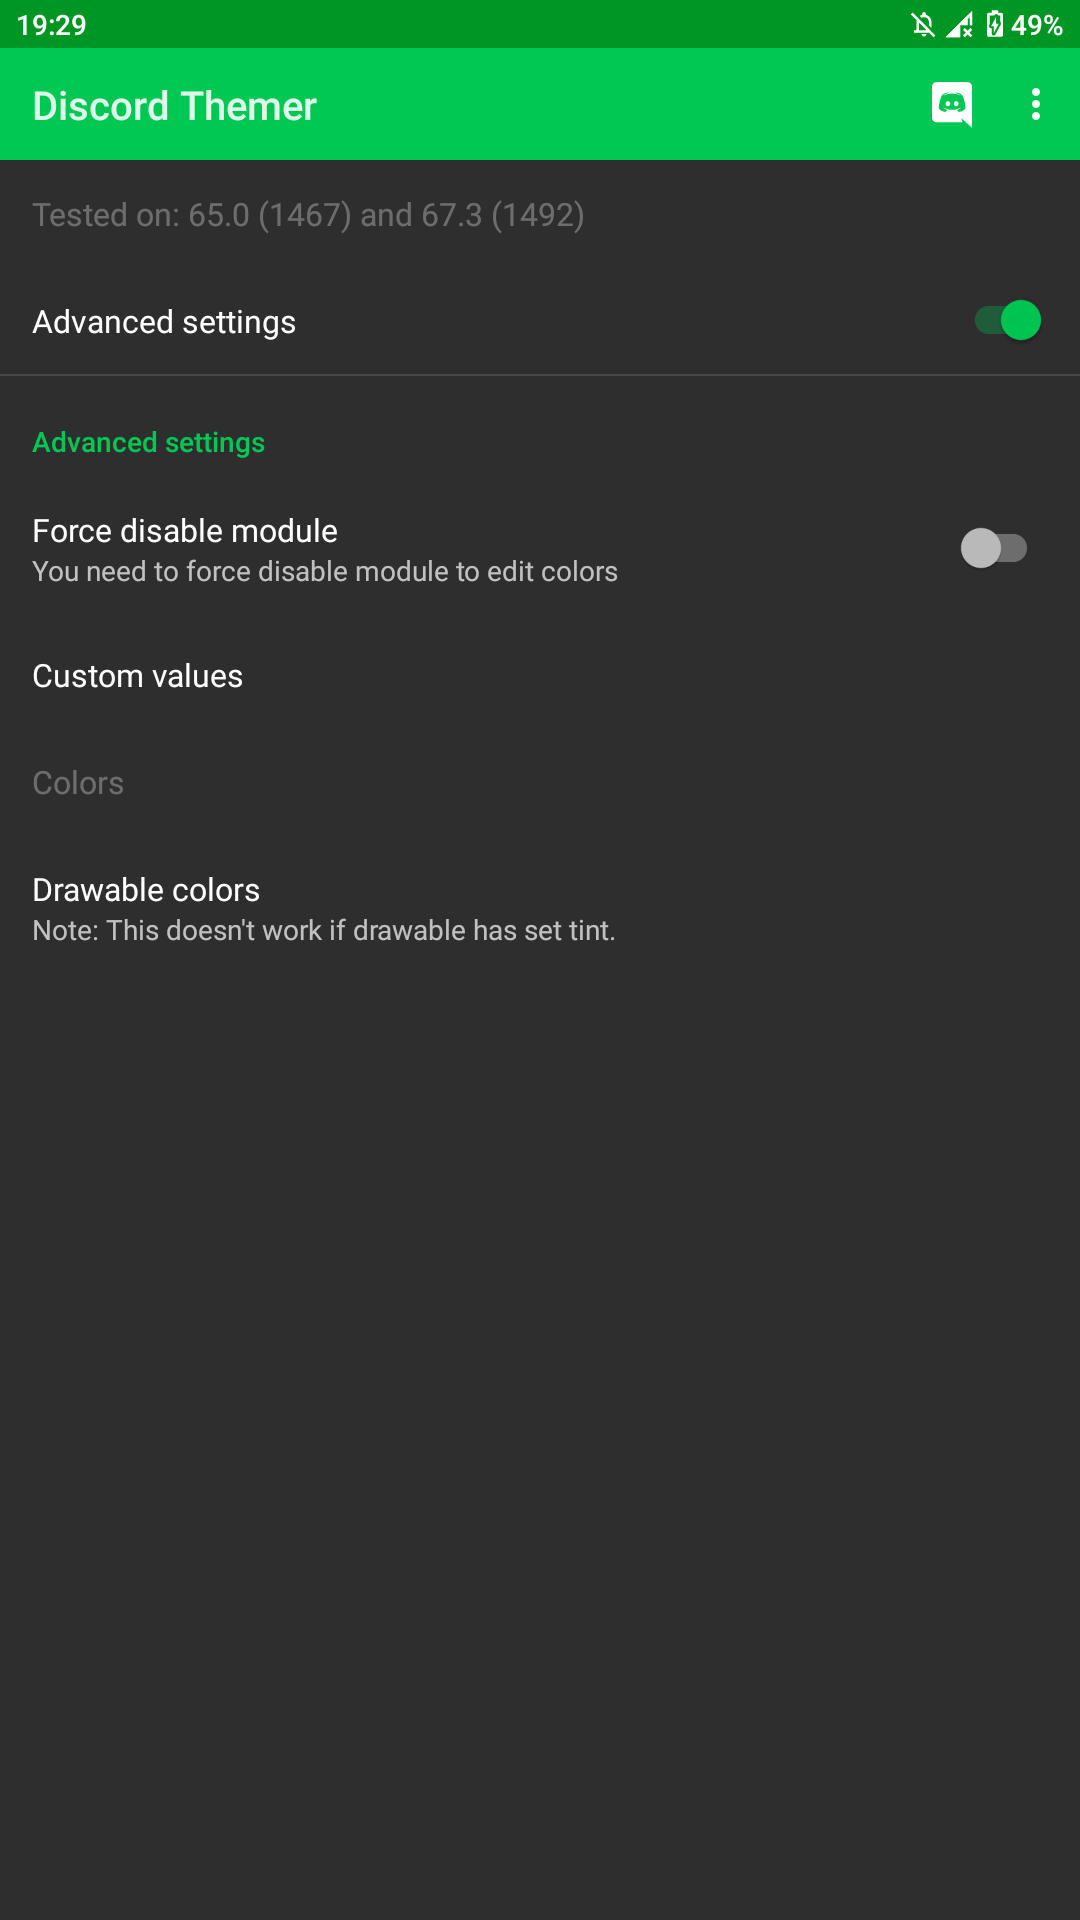 19:29
49%
Discord Themer
Tested on: 65.0 (1467) and 67.3 (1492)
Advanced settings
Advanced settings
Force disable module
You need to force disable module to edit colors
Custom values
Colors
Drawable colors
Note: This doesn't work if drawable has set tint.